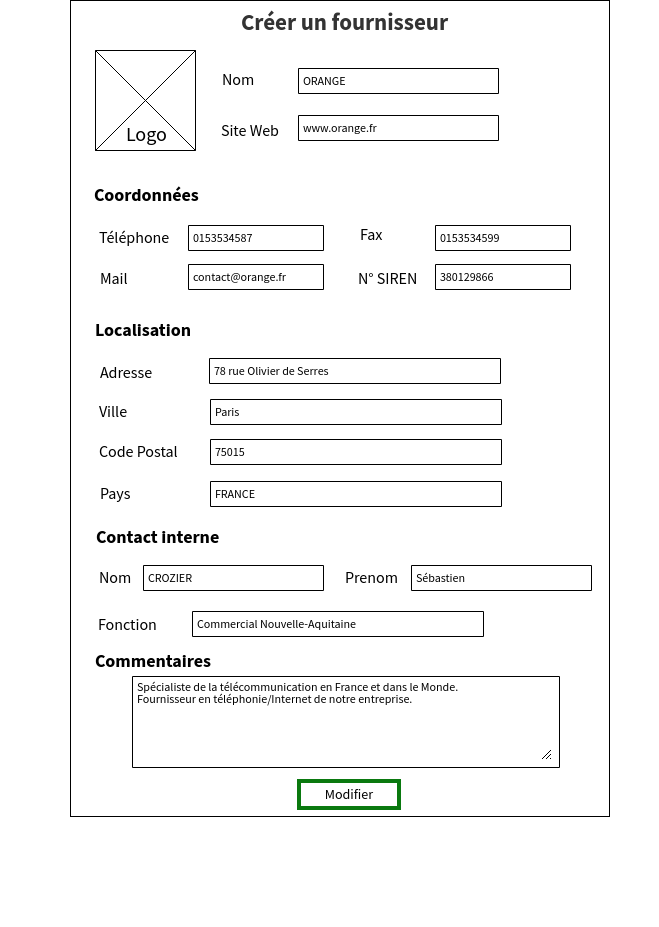 Créer un fournisseur
Nom ORANGE
Logo
Site Web www.orange.fr
Coordonnées
Téléphone 0153534587 Fax 0153534599
Mail contact@orange.fr N° SIREN 380129866
Localisation
Adresse 78 rue Olivier de Serres
Ville Paris
Code Postal 75015
Pays FRANCE
Contact interne
Nom CROZIER Prenom Sébastien
Fonction Commercial Nouvelle-Aquitaine
Commentaires
Spécialiste de la télécommunication en France et dans le Monde.
Fournisseur en téléphonie/Internet de notre entreprise.
Modifier